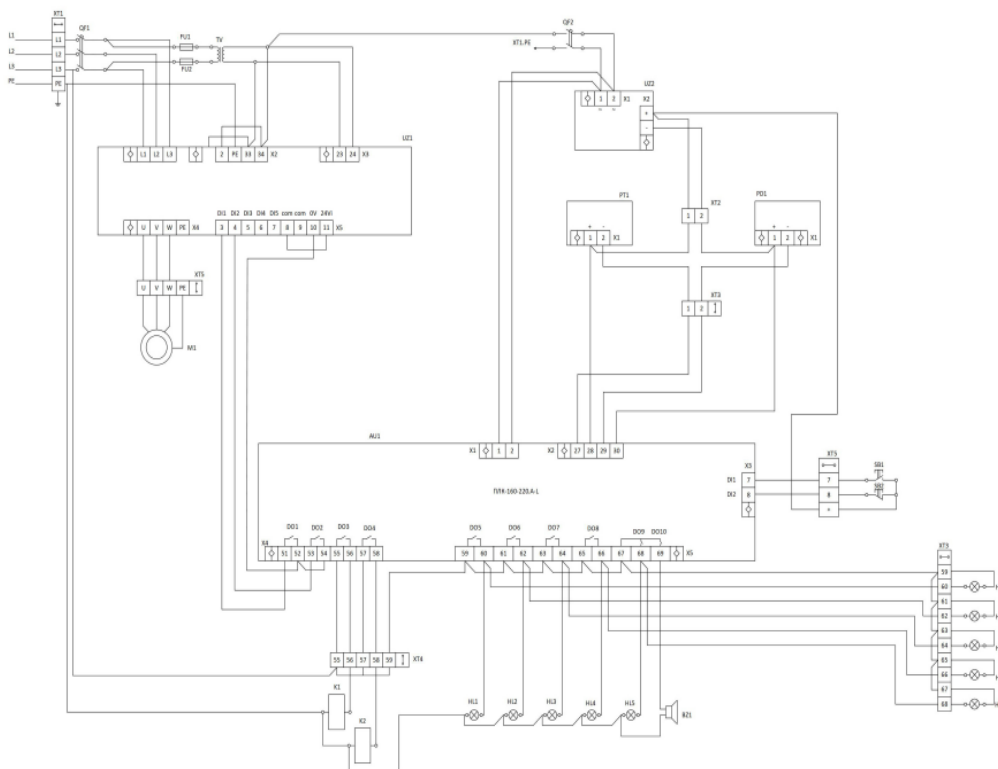 XT1
L1 L1 QF1
FU1 TV
L2 L2
L3 L3
FU2
PE PE
QF2
XT1.PE
UZ2
1 2 X1 X2
+
-
UZ1
L1 L2 L3 2 PE 33 34 X2 23 24 X3
DI1 DI2 DI3 DI4 DI5 com com 0V 24Vi
U V W PE X4 3 4 5 6 7 8 9 10 11
XT5
U V W PE
M1
PT1
+ -
1 2 X1
PD1
+ -
1 2 X1
XT2
1 2
XT3
1 2
AU1
X1 1 2 X2 27 28 29 30
ПЛК-160-220.A-L
X3
DI1 7
DI2 8
7 SB1
8 SB2
+
DO1 DO2 DO3 DO4 DO5 DO6 DO7 DO8 DO9 DO10
X4 51 52 53 54 55 56 57 58 59 60 61 62 63 64 65 66 67 68 69
55 56 57 58 59 XT4
XT3
59
60
61
62
63
64
65
66
67
68
K1
K2
HL1 HL2 HL3 HL4 HL5
BZ1